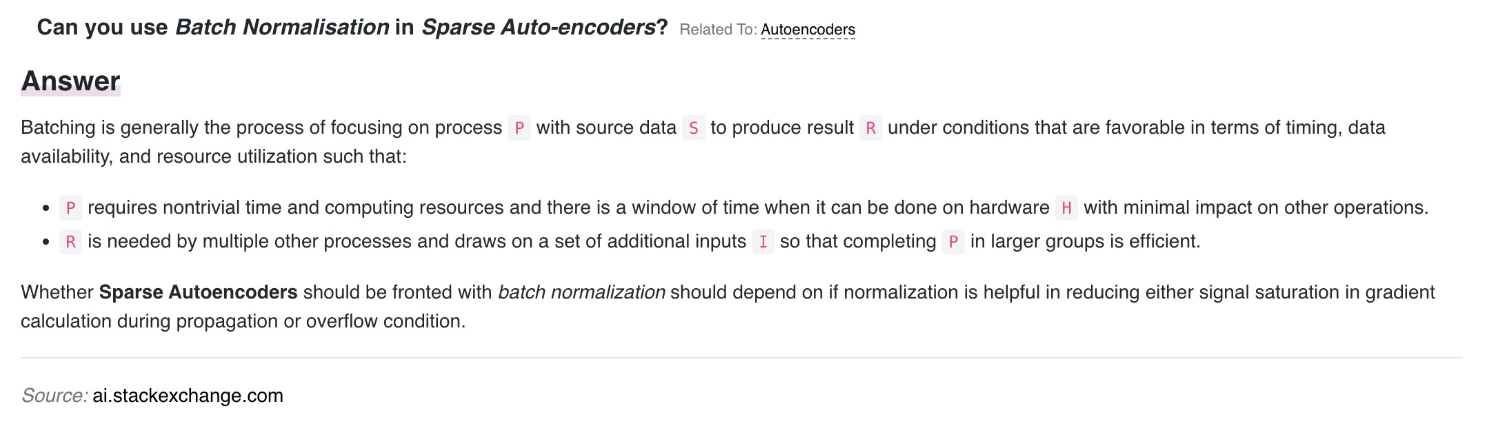 Can you use Batch Normalisation in Sparse Auto-encoders? Related To: Autoencoders
Answer
Batching is generally the process of focusing on process P with source data S to produce result R under conditions that are favorable in terms of timing, data
availability, and resource utilization such that:
• P requires nontrivial time and computing resources and there is a window of time when it can be done on hardware H with minimal impact on other operations.
• R is needed by multiple other processes and draws on a set of additional inputs I so that completing P in larger groups is efficient.
Whether Sparse Autoencoders should be fronted with batch normalization should depend on if normalization is helpful in reducing either signal saturation in gradient
calculation during propagation or overflow condition.
Source: ai.stackexchange.com